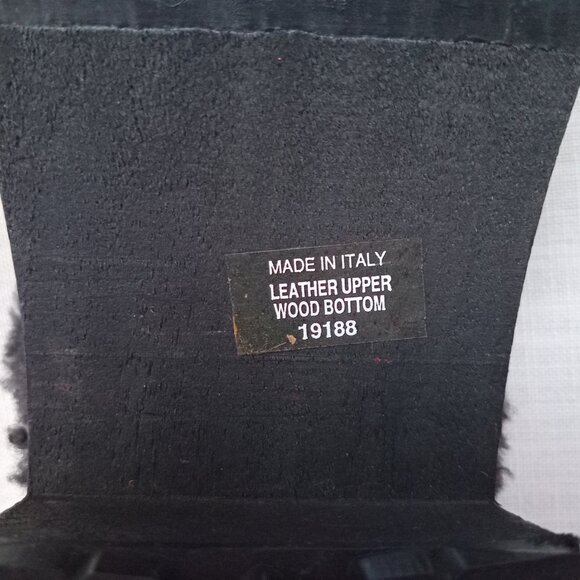 MADE IN ITALY
LEATHER UPPER
WOOD BOTTOM
19188